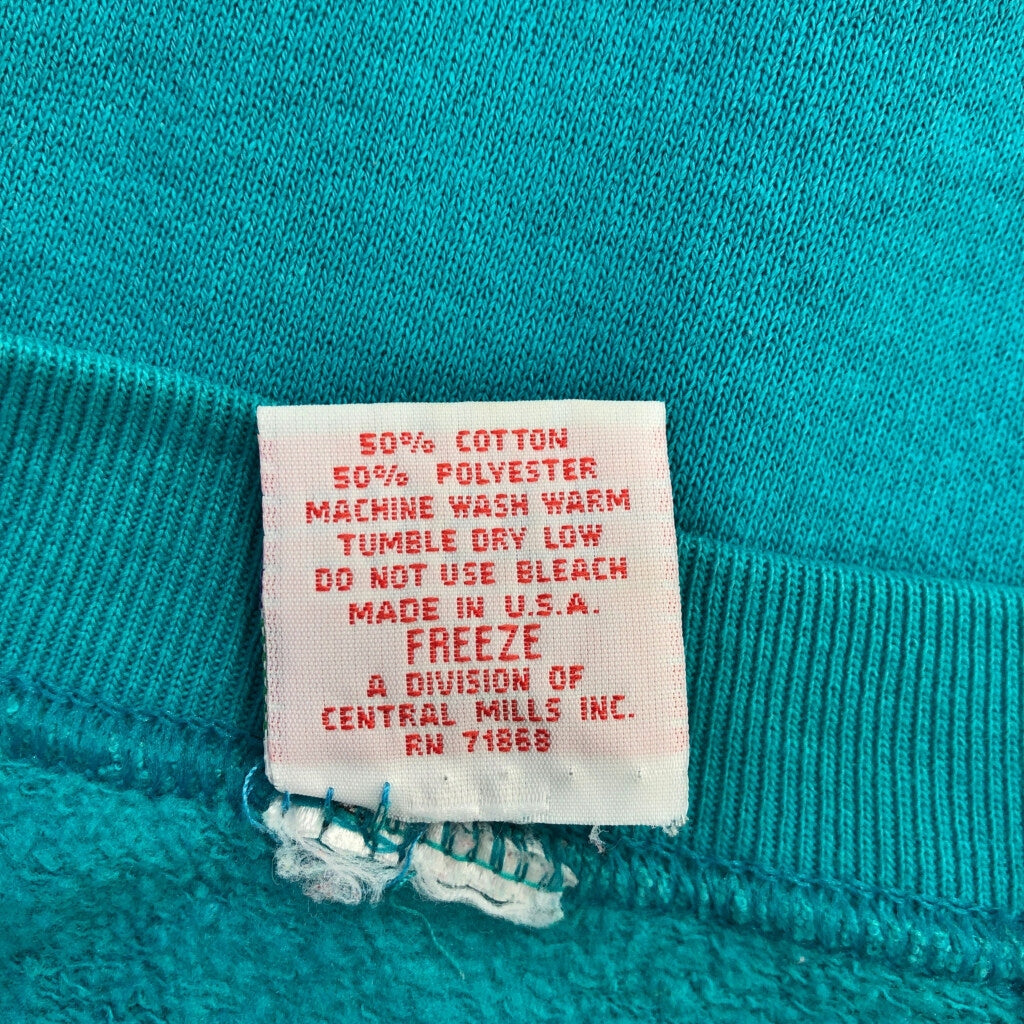 50% COTTON
50% POLYESTER
MACHINE WASH WARM
TUMBLE DRY LOW
DO NOT USE BLEACH
MADE IN U.S.A.
FREEZE
A DIVISION OF
CENTRAL MILLS INC.
RN 71868